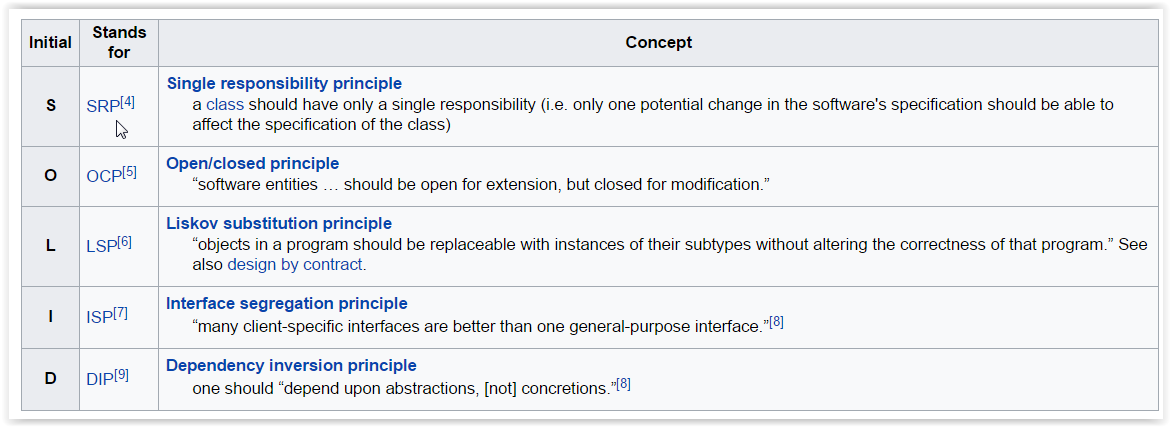 Initial
Stands
for
Concept
S
SRP[4]
Single responsibility principle
a class should have only a single responsibility (i.e. only one potential change in the software's specification should be able to
affect the specification of the class)
O
OCP[5]
Open/closed principle
“software entities … should be open for extension, but closed for modification.”
L
LSP[6]
Liskov substitution principle
“objects in a program should be replaceable with instances of their subtypes without altering the correctness of that program.” See
also design by contract.
I
ISP[7]
Interface segregation principle
“many client-specific interfaces are better than one general-purpose interface.”[8]
D
DIP[9]
Dependency inversion principle
one should “depend upon abstractions, [not] concretions.”[8]